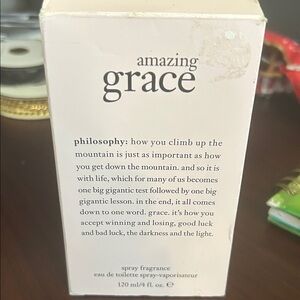 amazing
grace
philosophy: how you climb up the
mountain is just as important as how
you get down the mountain. and so it is
with life, which for many of us becomes
one big gigantic test followed by one big
gigantic lesson. in the end, it all comes
down to one word. grace. it's how you
accept winning and losing, good luck
and bad luck, the darkness and the light.
spray fragrance
eau de toilette spray-vaporisateur
120 ml/4 fl. oz. ℮